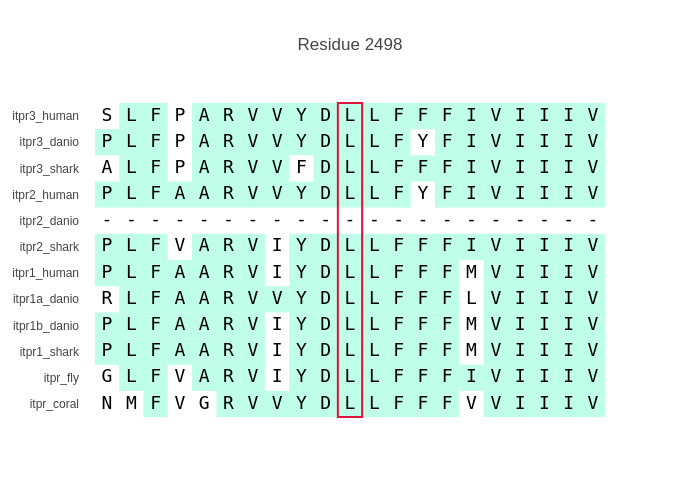 Residue 2498
itpr3_human S L F P A R V V Y D L L F F F I V I I I V
itpr3_danio P L F P A R V V Y D L L F Y F I V I I I V
itpr3_shark A L F P A R V V F D L L F F F I V I I I V
itpr2_human P L F A A R V V Y D L L F Y F I V I I I V
itpr2_danio - - - - - - - - - - - - - - - - - - - - -
itpr2_shark P L F V A R V I Y D L L F F F I V I I I V
itpr1_human P L F A A R V I Y D L L F F F M V I I I V
itpr1a_danio R L F A A R V V Y D L L F F F L V I I I V
itpr1b_danio P L F A A R V I Y D L L F F F M V I I I V
itpr1_shark P L F A A R V I Y D L L F F F M V I I I V
itpr_fly G L F V A R V I Y D L L F F F I V I I I V
itpr_coral N M F V G R V V Y D L L F F F V V I I I V